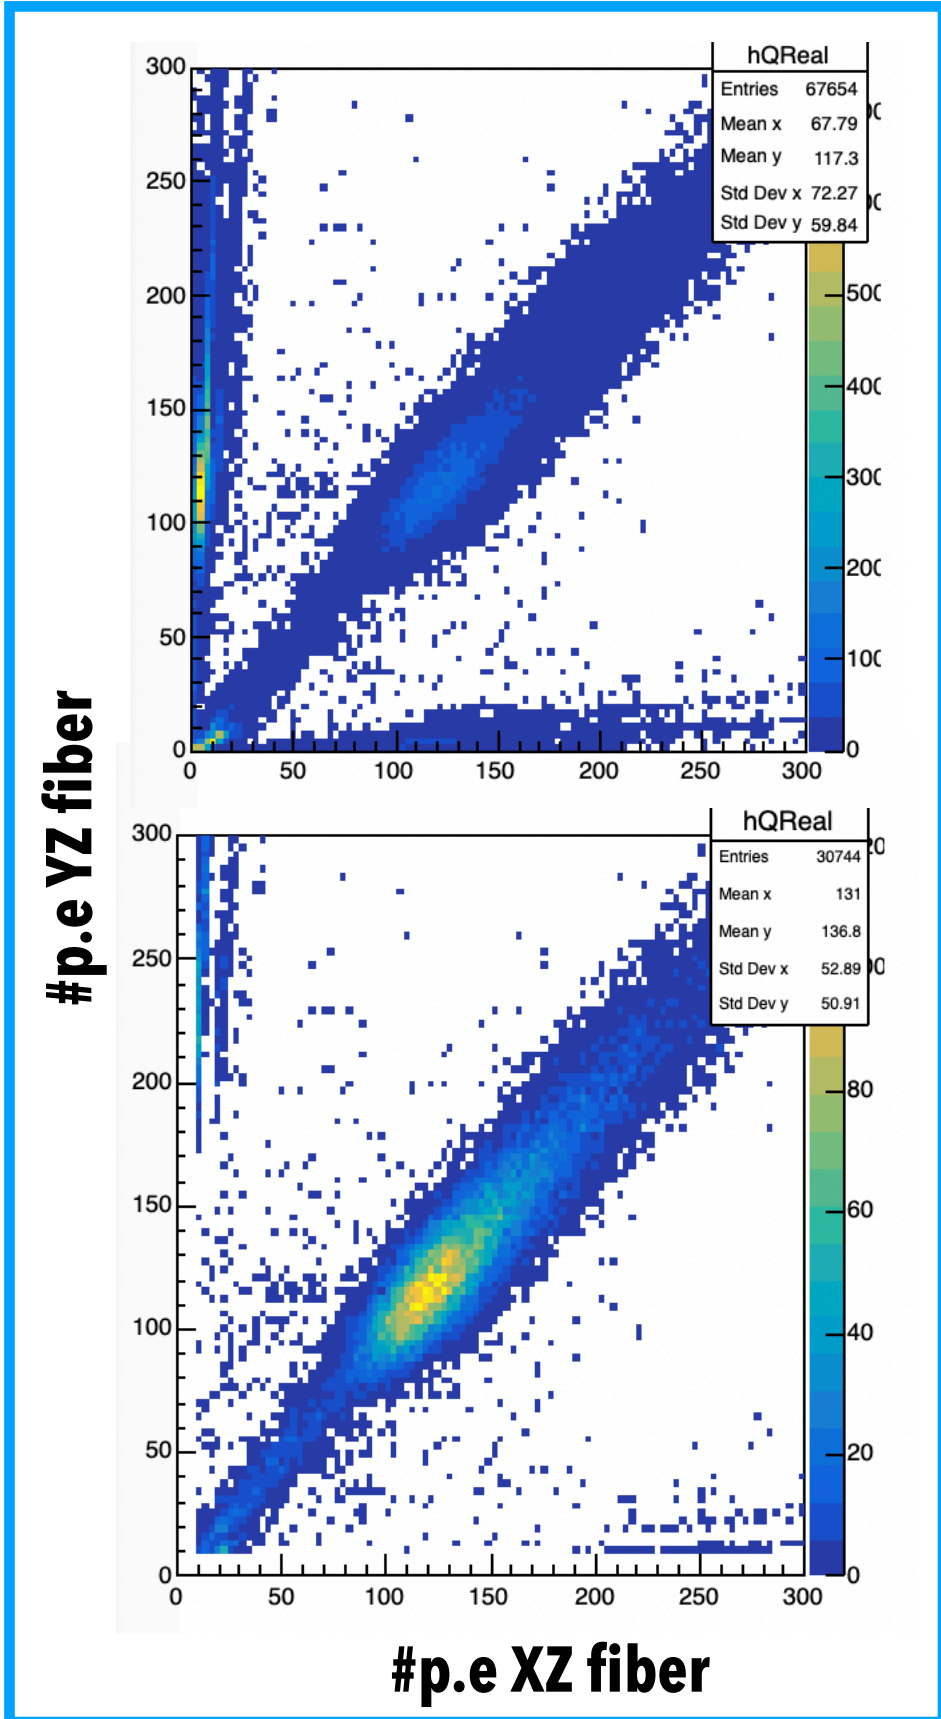 hQReal
Entries 67654
Mean x 67.79
Mean y 117.3
Std Dev x 72.27
Std Dev y 59.84
300
250
200
150
100
50
0
0 50 100 150 200 250 300
400
300
200
100
0
hQReal
Entries 30744
Mean x 131
Mean y 136.8
Std Dev x 52.89
Std Dev y 50.91
300
250
200
150
100
50
0
0 50 100 150 200 250 300
80
60
40
20
0
#p.e YZ fiber
#p.e XZ fiber